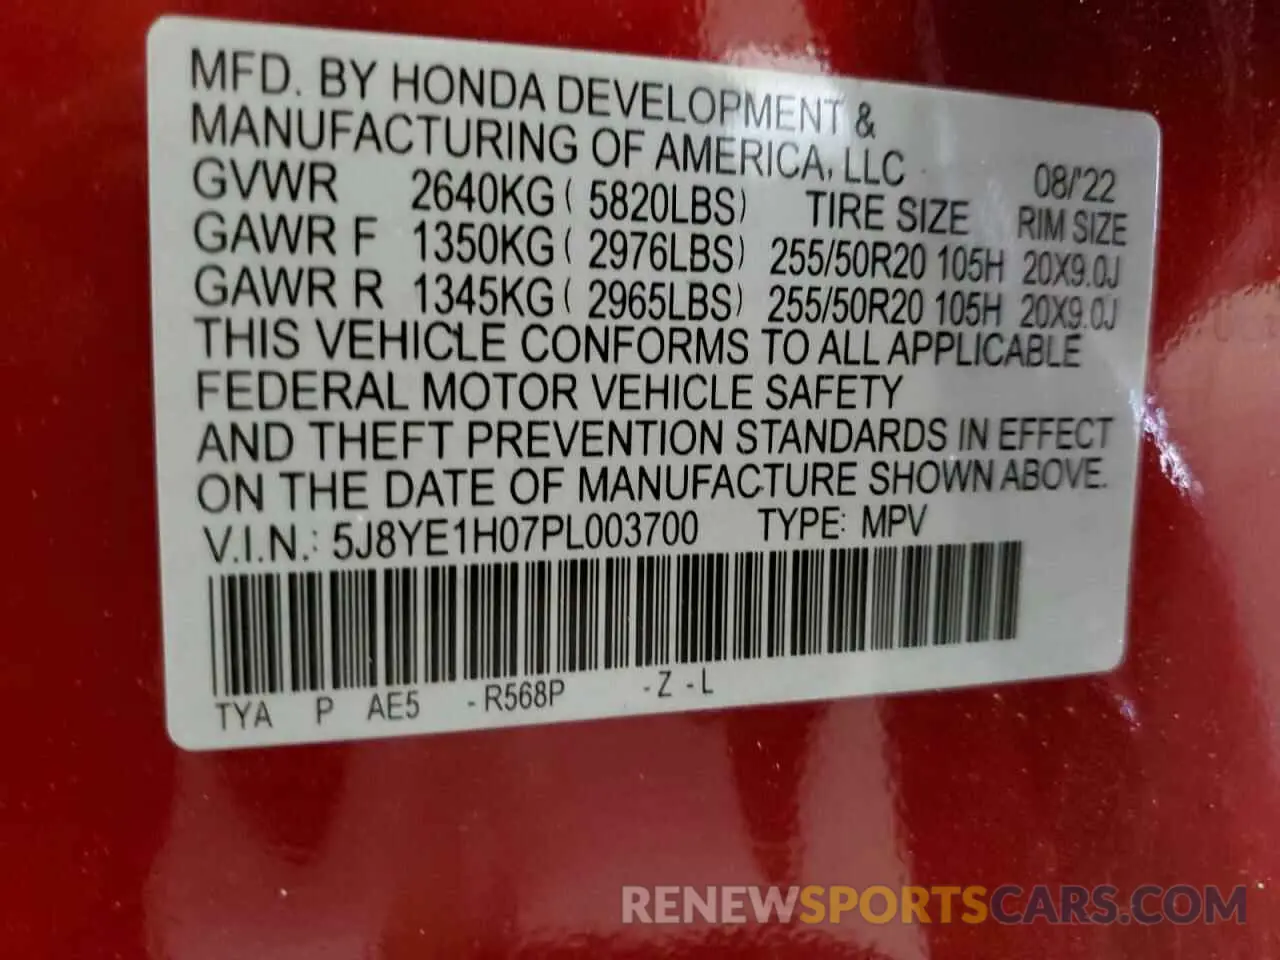 MFD. BY HONDA DEVELOPMENT &
MANUFACTURING OF AMERICA, LLC 08/'22
GVWR 2640KG ( 5820LBS) TIRE SIZE RIM SIZE
GAWR F 1350KG ( 2976LBS) 255/50R20 105H 20X9.0J
GAWR R 1345KG ( 2965LBS) 255/50R20 105H 20X9.0J
THIS VEHICLE CONFORMS TO ALL APPLICABLE
FEDERAL MOTOR VEHICLE SAFETY
AND THEFT PREVENTION STANDARDS IN EFFECT
ON THE DATE OF MANUFACTURE SHOWN ABOVE.
V.I.N.: 5J8YE1H07PL003700 TYPE: MPV
TYA P AE5 -R568P -Z -L
RENEWSPORTSCARS.COM